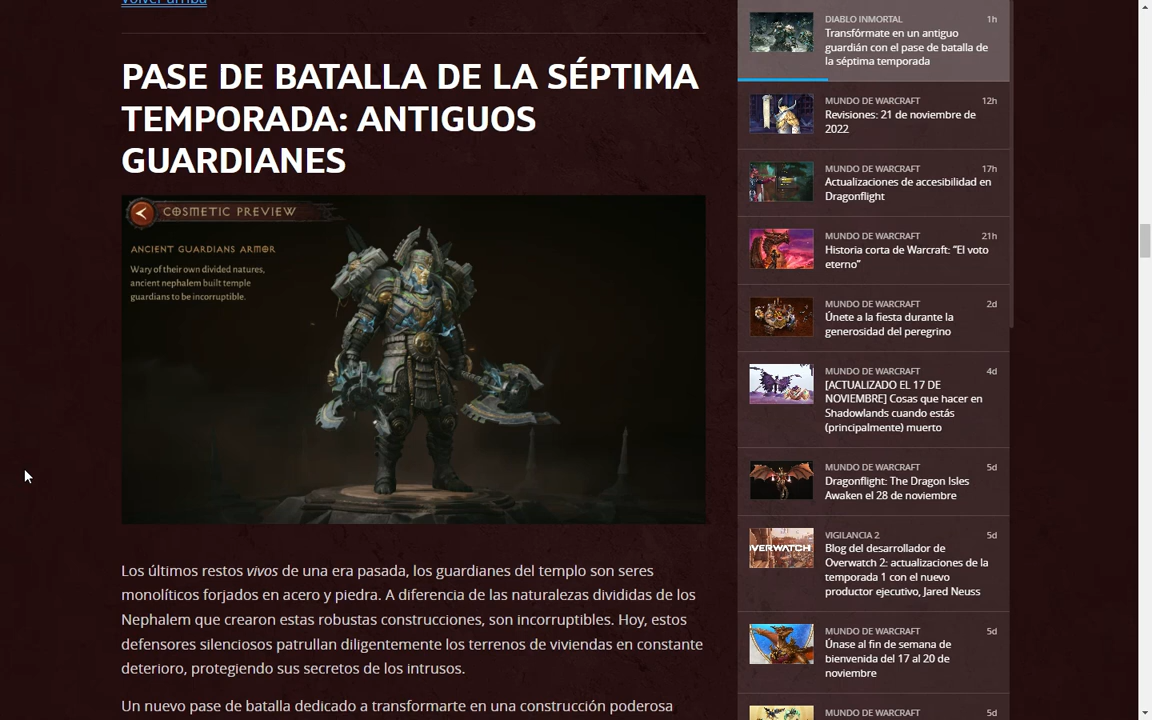 Volver arriba
PASE DE BATALLA DE LA SÉPTIMA
TEMPORADA: ANTIGUOS
GUARDIANES
COSMETIC PREVIEW
ANCIENT GUARDIANS ARMOR
Wary of their own divided natures,
ancient nephalem built temple
guardians to be incorruptible.
Los últimos restos vivos de una era pasada, los guardianes del templo son seres
monolíticos forjados en acero y piedra. A diferencia de las naturalezas divididas de los
Nephalem que crearon estas robustas construcciones, son incorruptibles. Hoy, estos
defensores silenciosos patrullan diligentemente los terrenos de viviendas en constante
deterioro, protegiendo sus secretos de los intrusos.
Un nuevo pase de batalla dedicado a transformarte en una construcción poderosa
DIABLO INMORTAL 1h
Transfórmate en un antiguo
guardián con el pase de batalla de
la séptima temporada
MUNDO DE WARCRAFT 12h
Revisiones: 21 de noviembre de
2022
MUNDO DE WARCRAFT 17h
Actualizaciones de accesibilidad en
Dragonflight
MUNDO DE WARCRAFT 21h
Historia corta de Warcraft: “El voto
eterno”
MUNDO DE WARCRAFT 2d
Únete a la fiesta durante la
generosidad del peregrino
MUNDO DE WARCRAFT 4d
[ACTUALIZADO EL 17 DE
NOVIEMBRE] Cosas que hacer en
Shadowlands cuando estás
(principalmente) muerto
MUNDO DE WARCRAFT 5d
Dragonflight: The Dragon Isles
Awaken el 28 de noviembre
VIGILANCIA 2 5d
OVERWATCH
Blog del desarrollador de
Overwatch 2: actualizaciones de la
temporada 1 con el nuevo
productor ejecutivo, Jared Neuss
MUNDO DE WARCRAFT 5d
Únase al fin de semana de
bienvenida del 17 al 20 de
noviembre
MUNDO DE WARCRAFT 5d